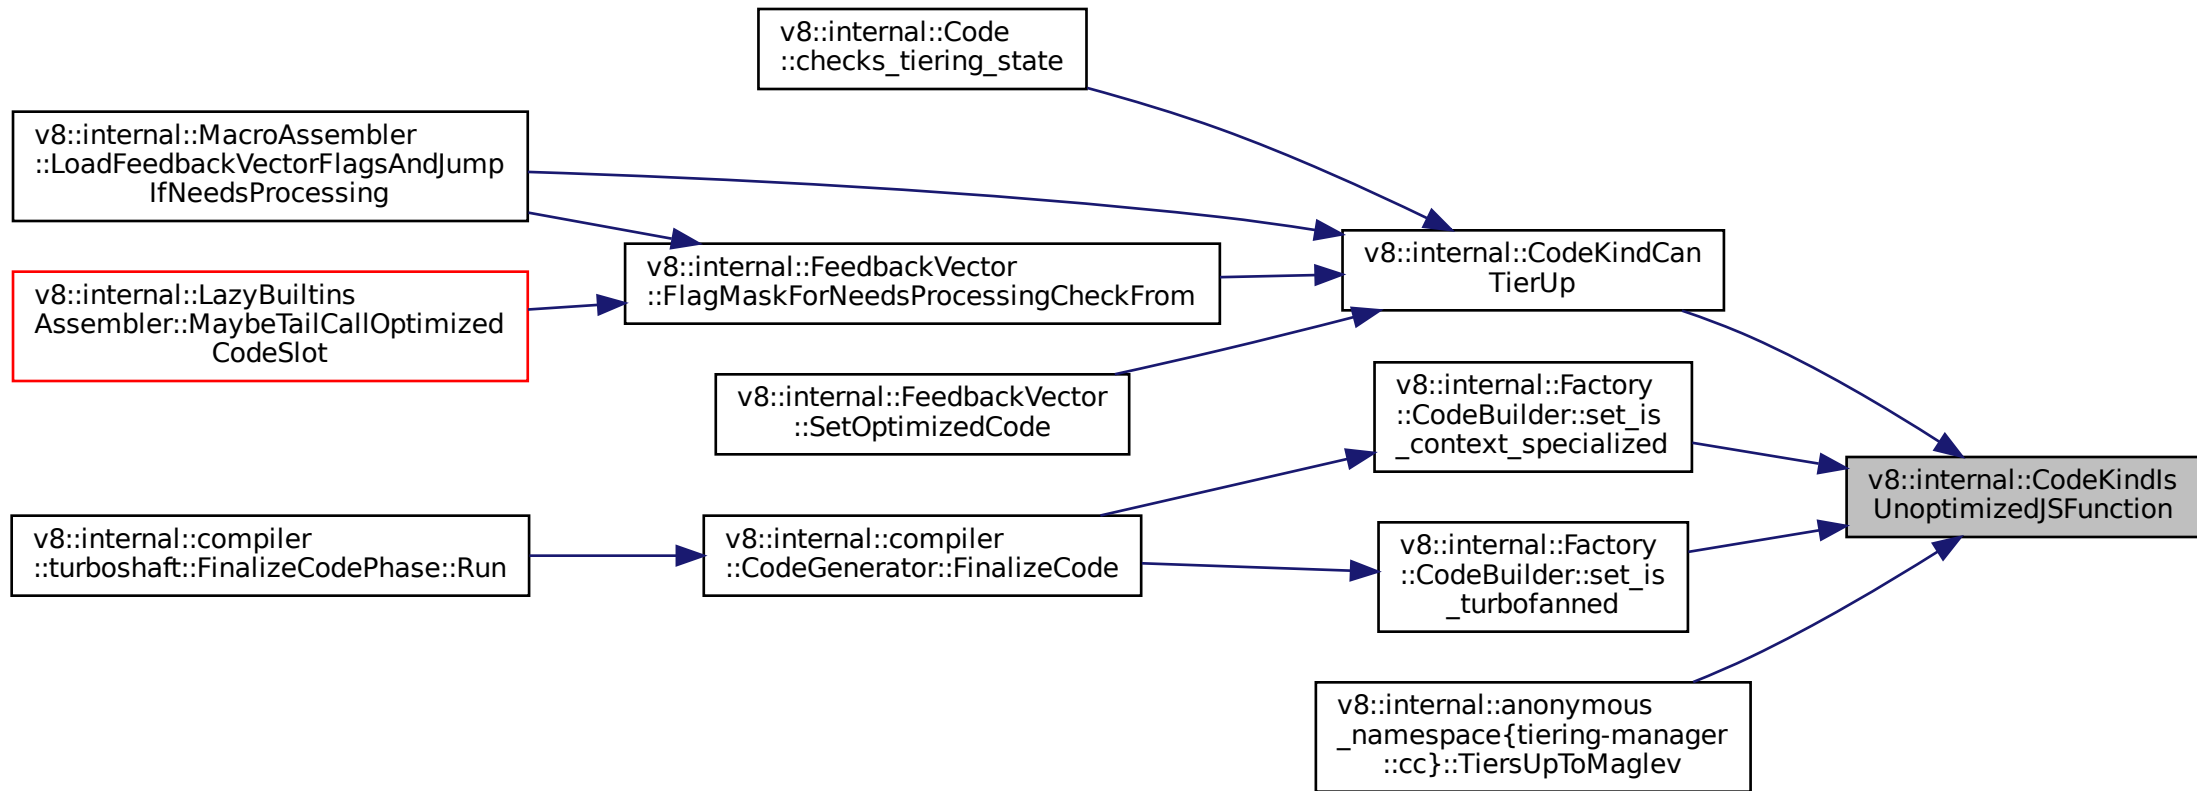 v8::internal::Code
::checks_tiering_state
v8::internal::MacroAssembler
::LoadFeedbackVectorFlagsAndJump
IfNeedsProcessing
v8::internal::CodeKindCan
TierUp
v8::internal::FeedbackVector
::FlagMaskForNeedsProcessingCheckFrom
v8::internal::LazyBuiltins
Assembler::MaybeTailCallOptimized
CodeSlot
v8::internal::FeedbackVector
::SetOptimizedCode
v8::internal::Factory
::CodeBuilder::set_is
_context_specialized
v8::internal::CodeKindIs
UnoptimizedJSFunction
v8::internal::compiler
::turboshaft::FinalizeCodePhase::Run
v8::internal::compiler
::CodeGenerator::FinalizeCode
v8::internal::Factory
::CodeBuilder::set_is
_turbofanned
v8::internal::anonymous
_namespace{tiering-manager
::cc}::TiersUpToMaglev